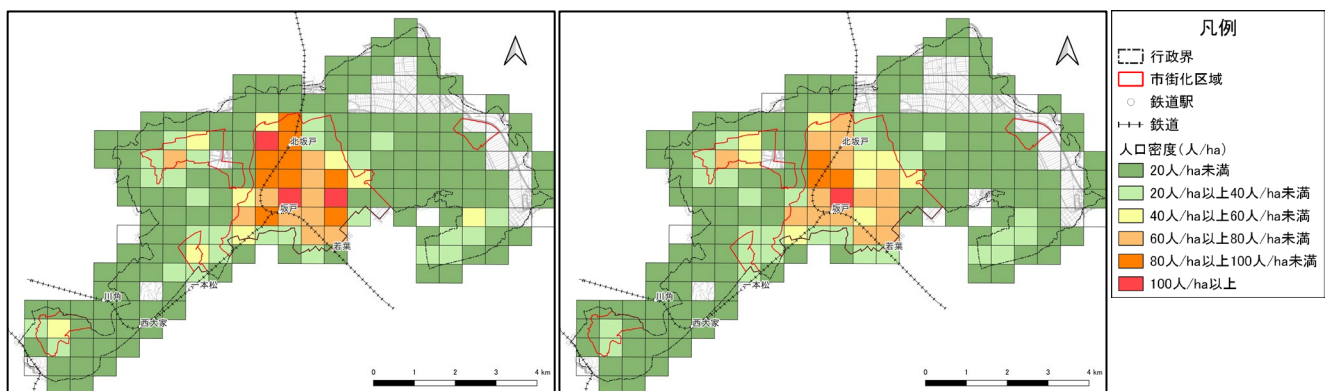 北坂戸
坂戸
若葉
一本松
川角
西大家
0 1 2 3 4 km
北坂戸
坂戸
若葉
一本松
川角
西大家
0 1 2 3 4 km
凡例
行政界
市街化区域
鉄道駅
鉄道
人口密度(人/ha)
20人/ha未満
20人/ha以上40人/ha未満
40人/ha以上60人/ha未満
60人/ha以上80人/ha未満
80人/ha以上100人/ha未満
100人/ha以上